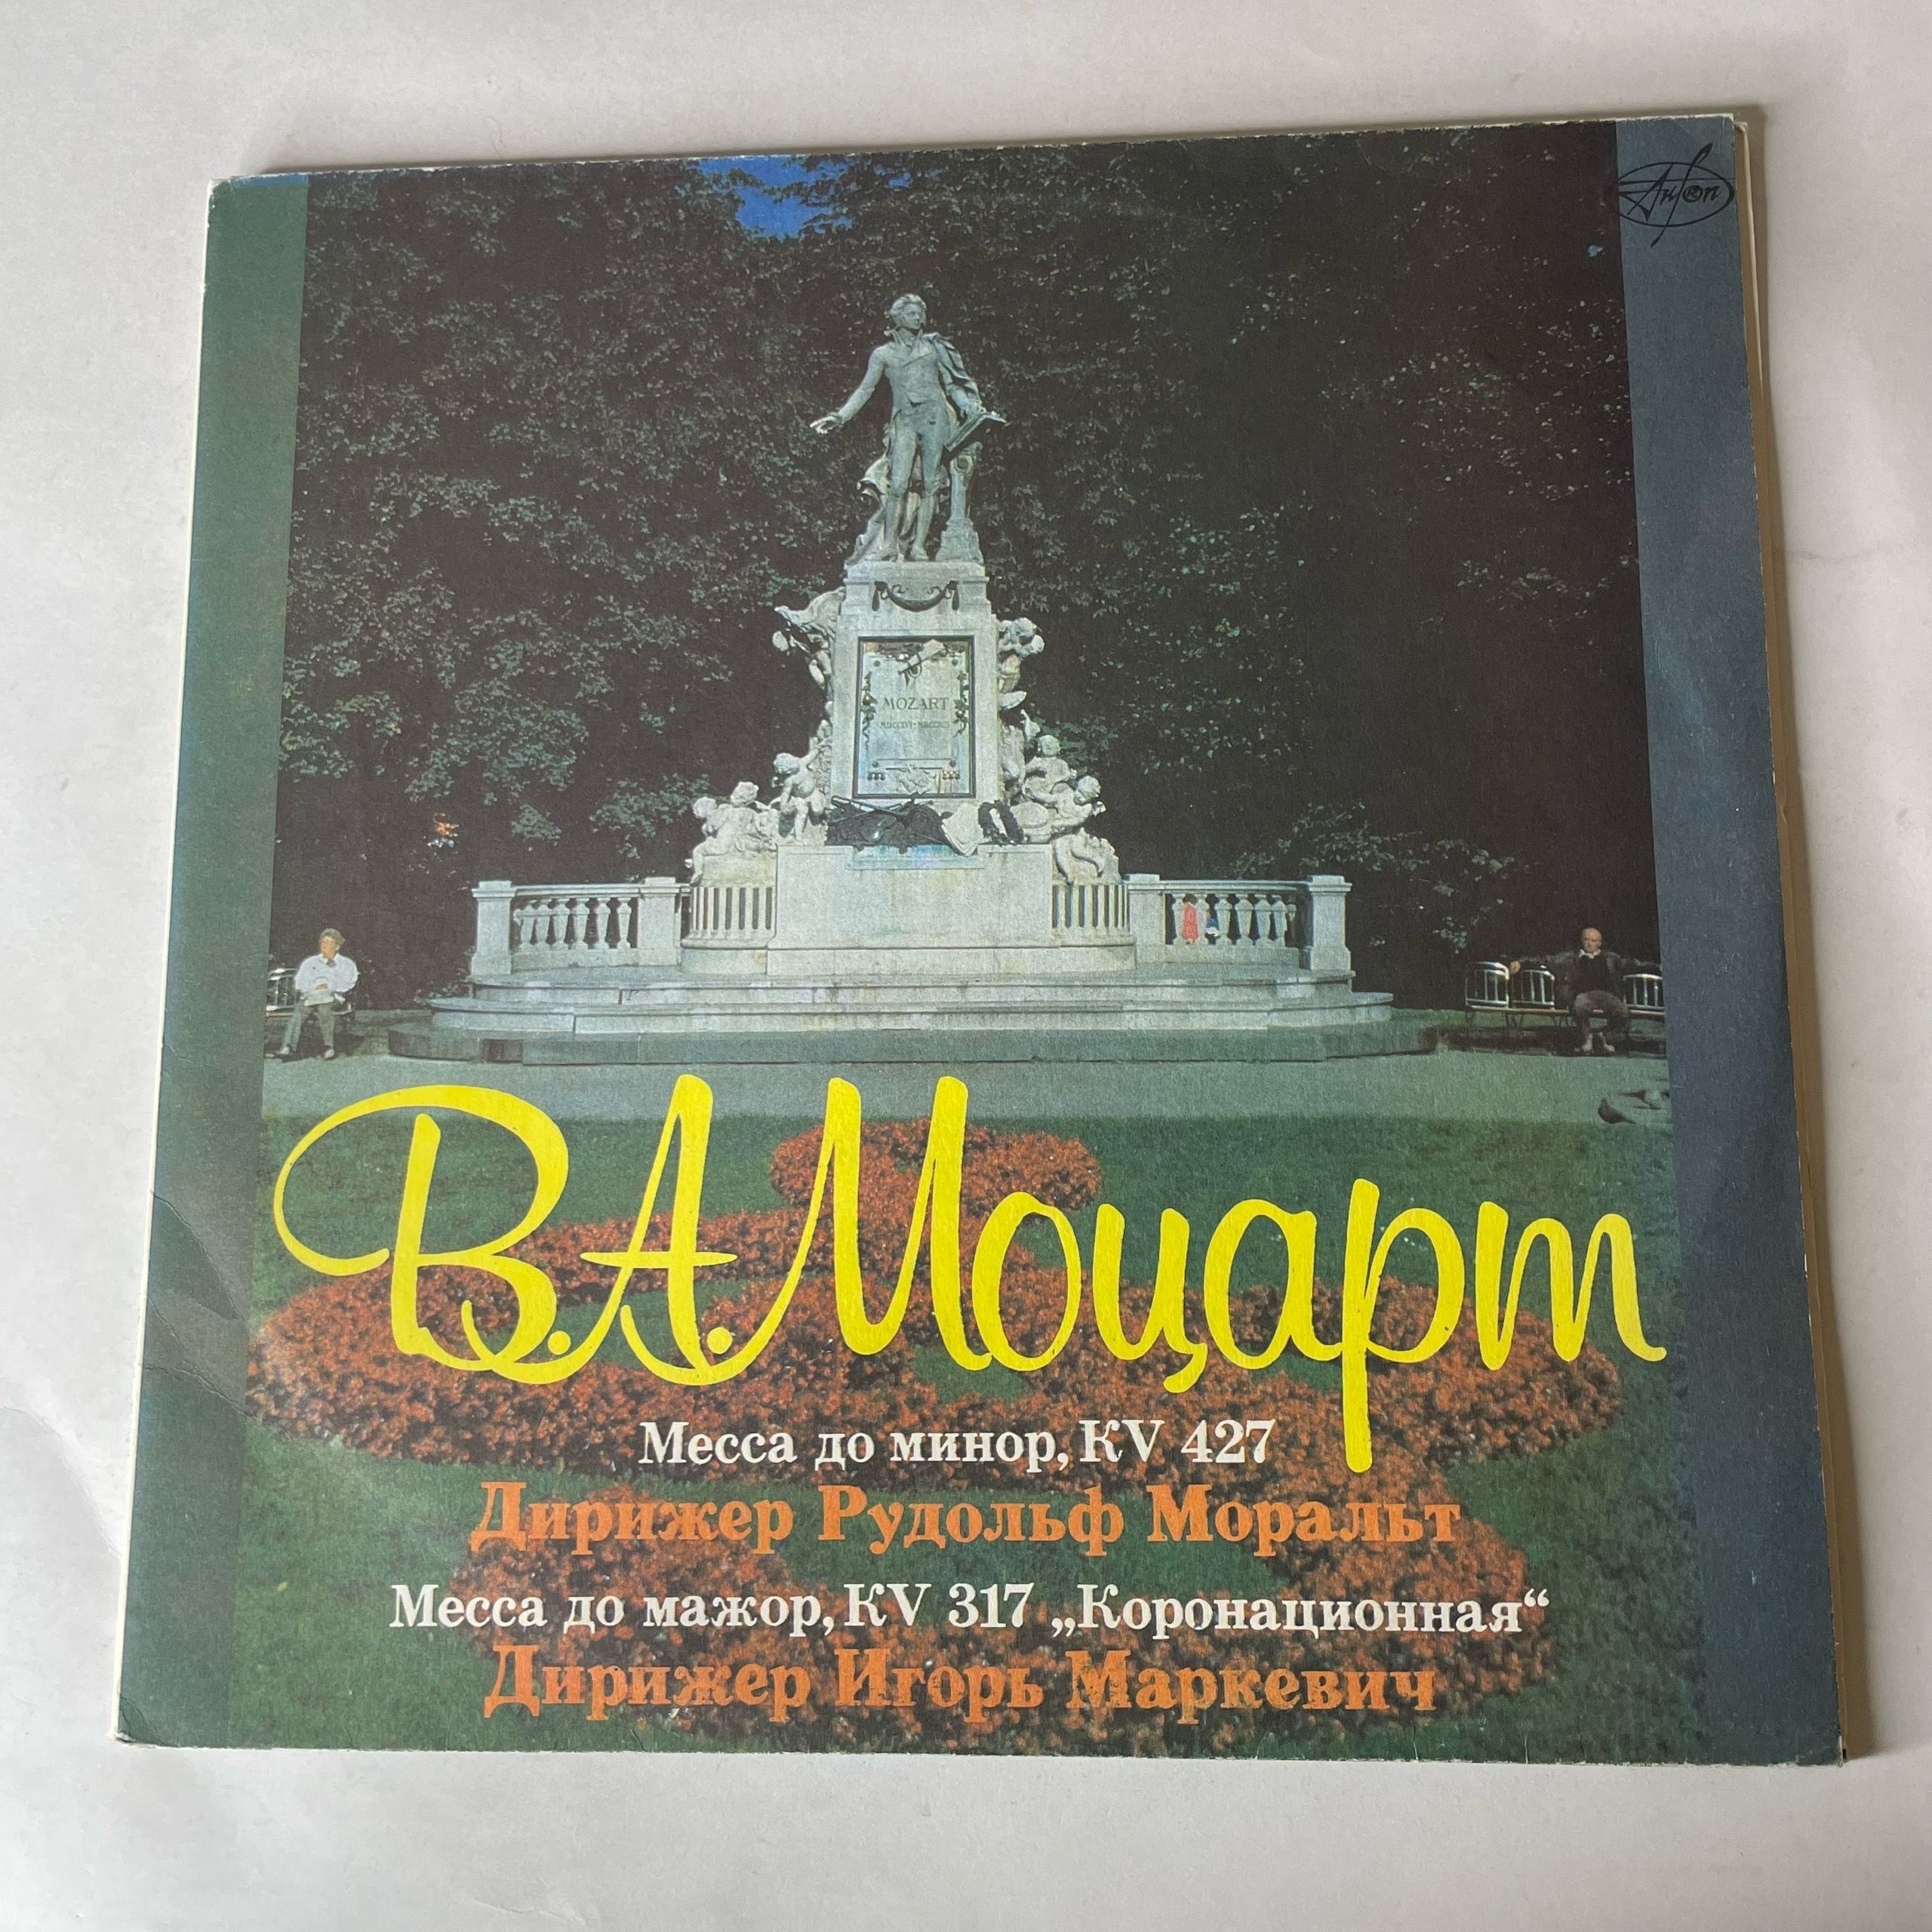 MOZART
В.А. Моцарт
Месса до минор, KV 427
Дирижер Рудольф Моральт
Месса до мажор, KV 317 „Коронационная“
Дирижер Игорь Маркевич